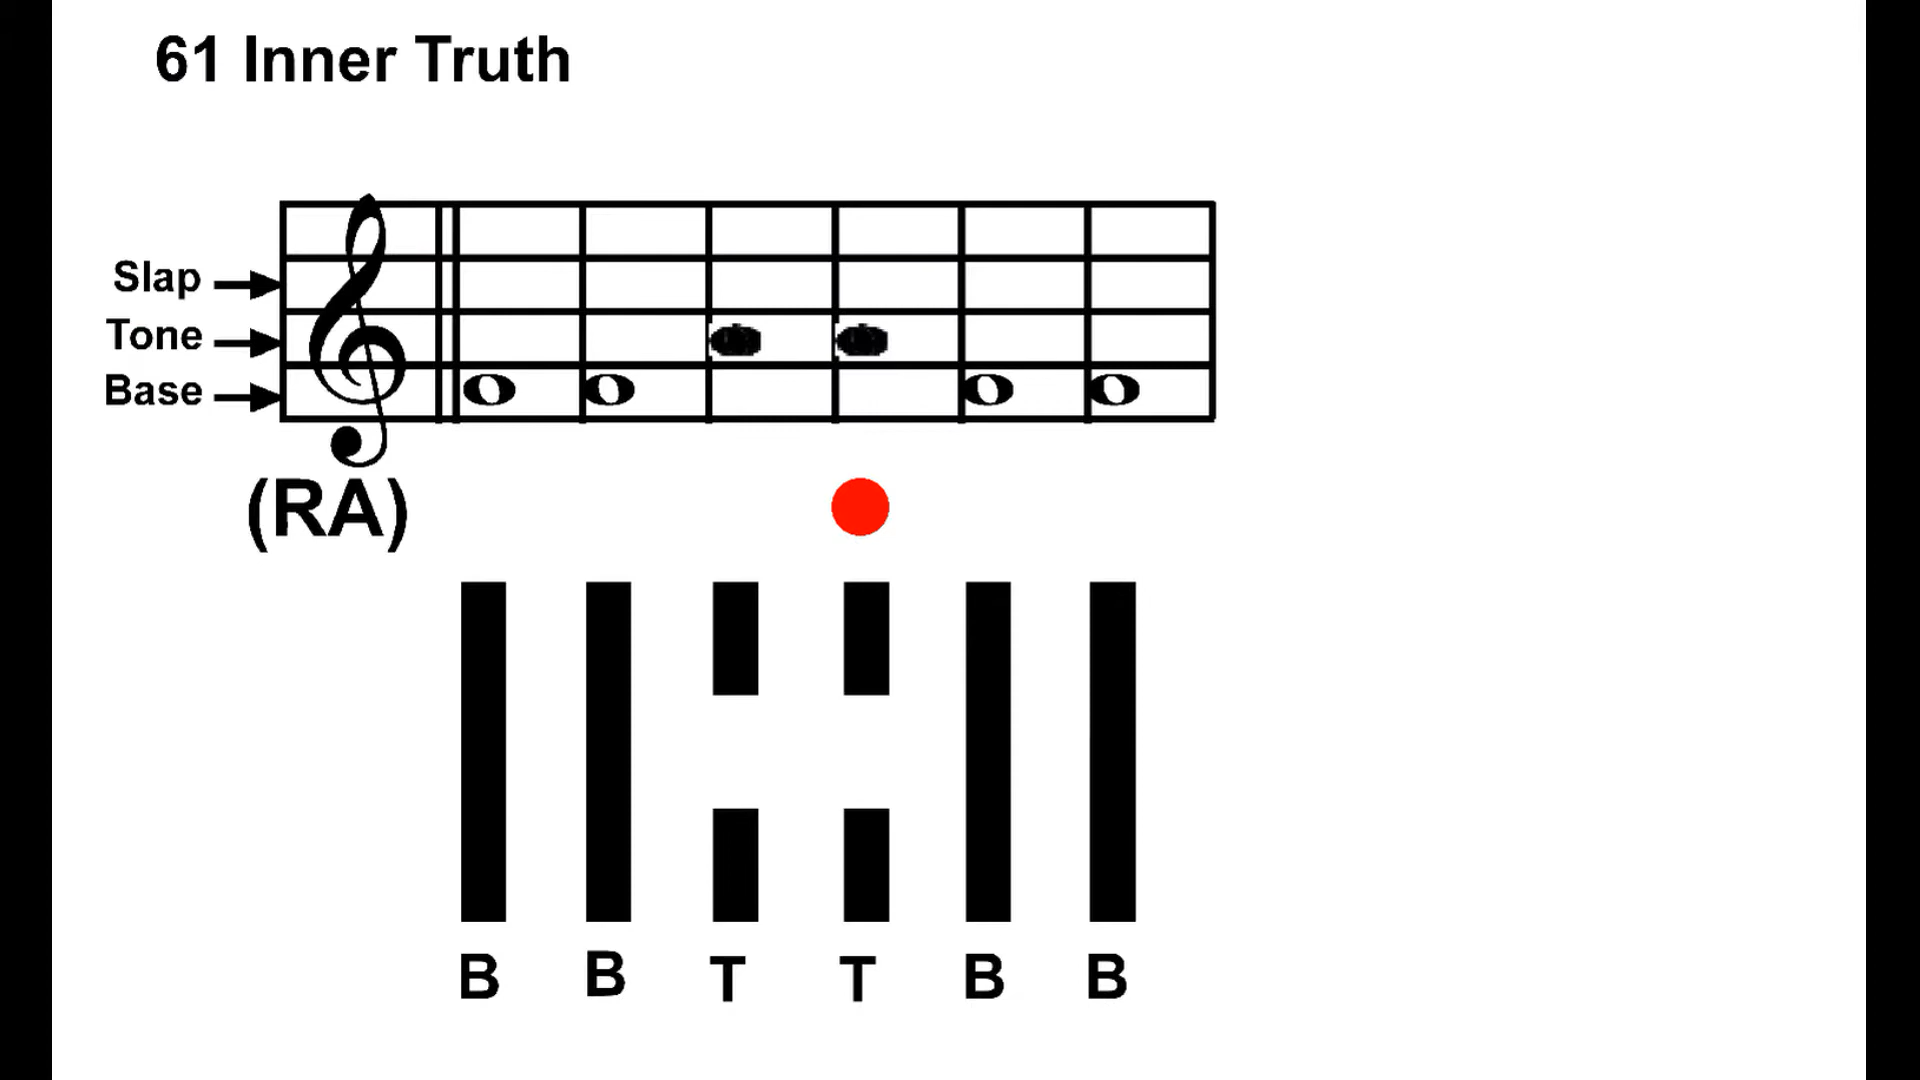 61 Inner Truth
Slap
Tone
Base
(RA)
B B T T B B